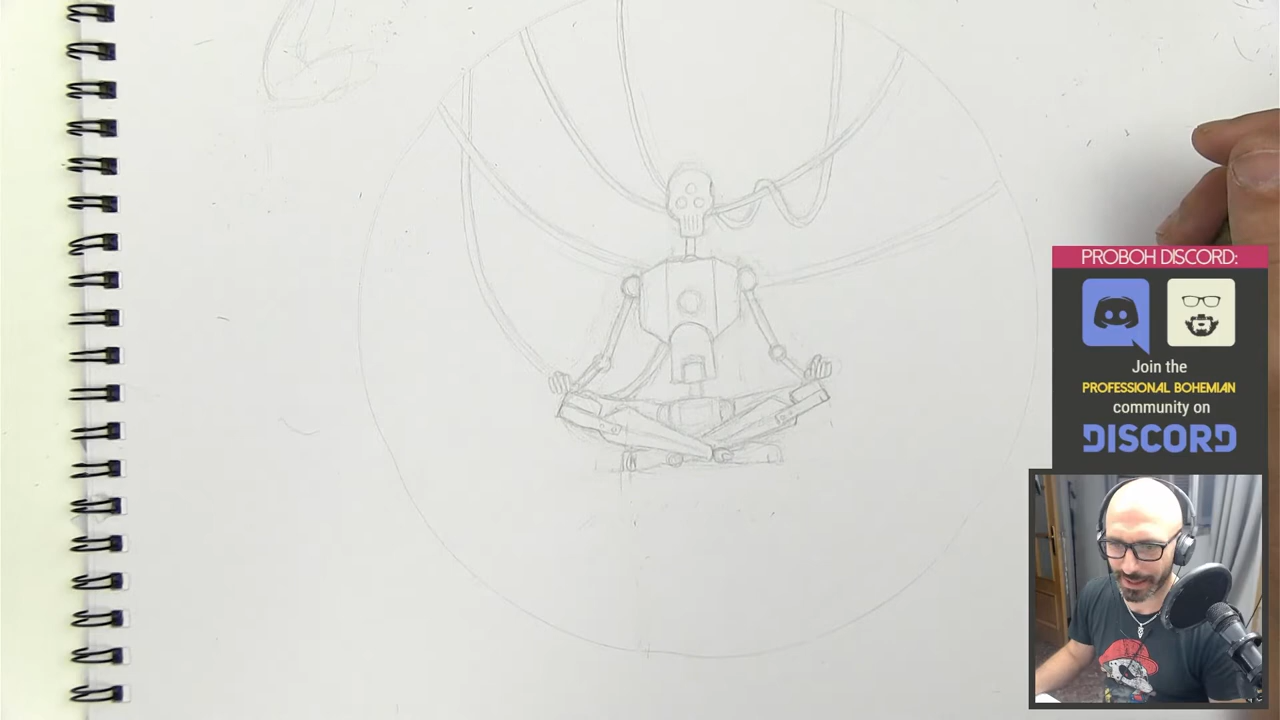 PROBOH DISCORD:
Join the
PROFESSIONAL BOHEMIAN
community on
DISCORD